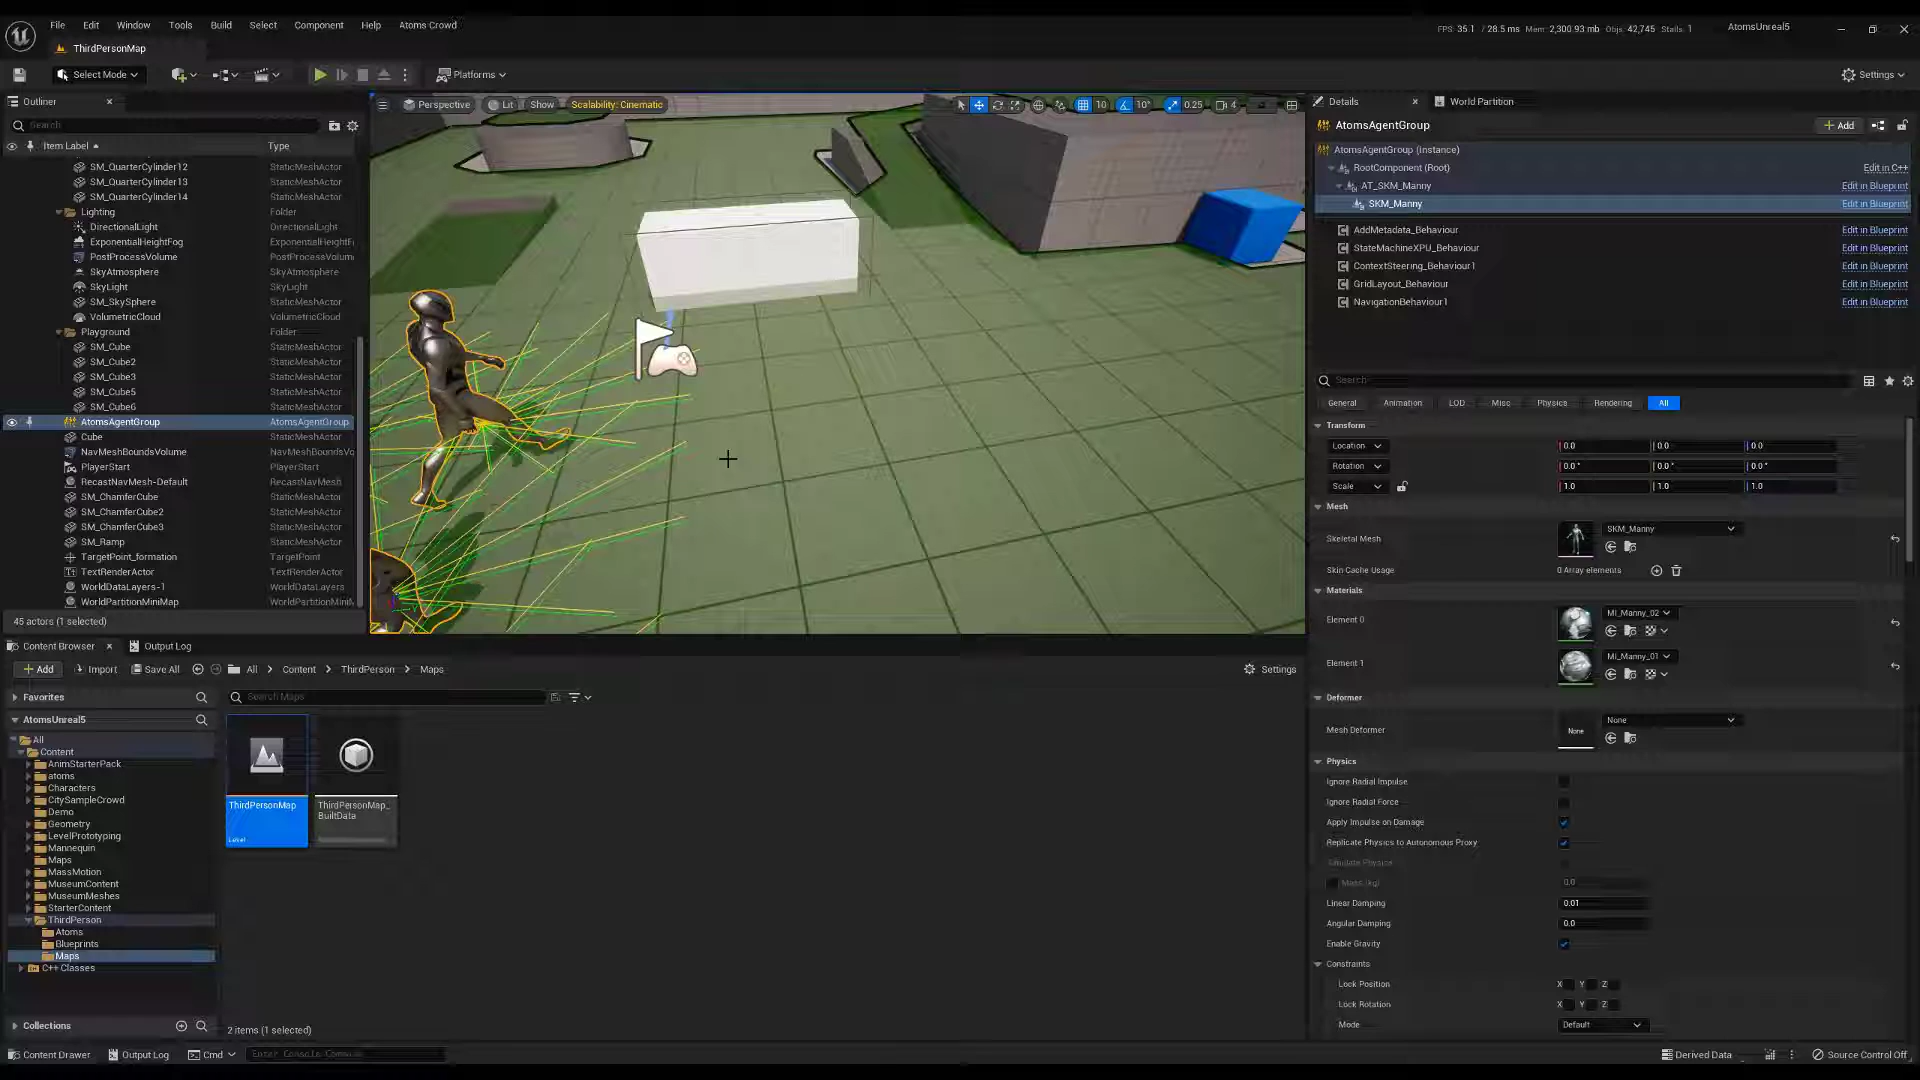 File Edit Window Tools Build Select Component Help Atoms Crowd
FPS: 35.1 / 28.5 ms Mem: 2,300.93 mb Objs: 42,745 Stalls: 1
AtomsUnreal5
ThirdPersonMap
Select Mode
Platforms
Settings
Outliner
Search
Item Label
Type
SM_QuarterCylinder12 StaticMeshActor
SM_QuarterCylinder13 StaticMeshActor
SM_QuarterCylinder14 StaticMeshActor
Lighting Folder
DirectionalLight DirectionalLight
ExponentialHeightFog
PostProcessVolume
SkyAtmosphere SkyAtmosphere
SkyLight SkyLight
SM_SkySphere StaticMeshActor
VolumetricCloud VolumetricCloud
Playground Folder
SM_Cube StaticMeshActor
SM_Cube2 StaticMeshActor
SM_Cube3 StaticMeshActor
SM_Cube5 StaticMeshActor
SM_Cube6 StaticMeshActor
AtomsAgentGroup AtomsAgentGroup
Cube StaticMeshActor
NavMeshBoundsVolume NavMeshBoundsVo
PlayerStart PlayerStart
RecastNavMesh-Default RecastNavMesh
SM_ChamferCube StaticMeshActor
SM_ChamferCube2 StaticMeshActor
SM_ChamferCube3 StaticMeshActor
SM_Ramp StaticMeshActor
TargetPoint_formation TargetPoint
TextRenderActor TextRenderActor
WorldDataLayers-1 WorldDataLayers
WorldPartitionMiniMap
45 actors (1 selected)
Perspective
Lit
Show
Scalability: Cinematic
10
10°
0.25
4
Details
World Partition
AtomsAgentGroup
Add
AtomsAgentGroup (Instance)
RootComponent (Root) Edit in C++
AT_SKM_Manny Edit in Blueprint
SKM_Manny Edit in Blueprint
AddMetadata_Behaviour Edit in Blueprint
StateMachineXPU_Behaviour Edit in Blueprint
ContextSteering_Behaviour1 Edit in Blueprint
GridLayout_Behaviour Edit in Blueprint
NavigationBehaviour1 Edit in Blueprint
Search
General Animation LOD Misc Physics Rendering All
Transform
Location 0.0 0.0 0.0
Rotation 0.0° 0.0° 0.0°
Scale 1.0 1.0 1.0
Mesh
Skeletal Mesh
SKM_Manny
Skin Cache Usage 0 Array elements
Materials
Element 0
MI_Manny_02
Element 1
MI_Manny_01
Deformer
Mesh Deformer
None
None
Physics
Ignore Radial Impulse
Ignore Radial Force
Apply Impulse on Damage
Replicate Physics to Autonomous Proxy
Simulate Physics
Mass (kg) 0.0
Linear Damping 0.01
Angular Damping 0.0
Enable Gravity
Constraints
Lock Position X Y Z
Lock Rotation X Y Z
Mode Default
Content Browser
Output Log
Add
Import
Save All
All Content ThirdPerson Maps
Settings
Favorites
Search Maps
AtomsUnreal5
All
Content
AnimStarterPack
atoms
Characters
CitySampleCrowd
Demo
Geometry
LevelPrototyping
Mannequin
Maps
MassMotion
MuseumContent
MuseumMeshes
StarterContent
ThirdPerson
Atoms
Blueprints
Maps
C++ Classes
ThirdPersonMap
Level
ThirdPersonMap_
BuiltData
Collections
2 items (1 selected)
Content Drawer
Output Log
Cmd
Enter Console Command
Derived Data
Source Control Off